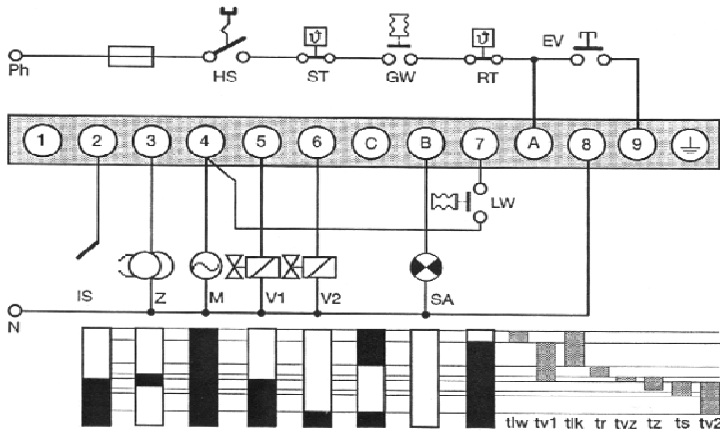 ϑ ϑ EV
Ph HS ST GW RT
1 2 3 4 5 6 C B 7 A 8 9
LW
IS Z M V1 V2 SA
N
tlw tv1 tlk tr tvz tz ts tv2